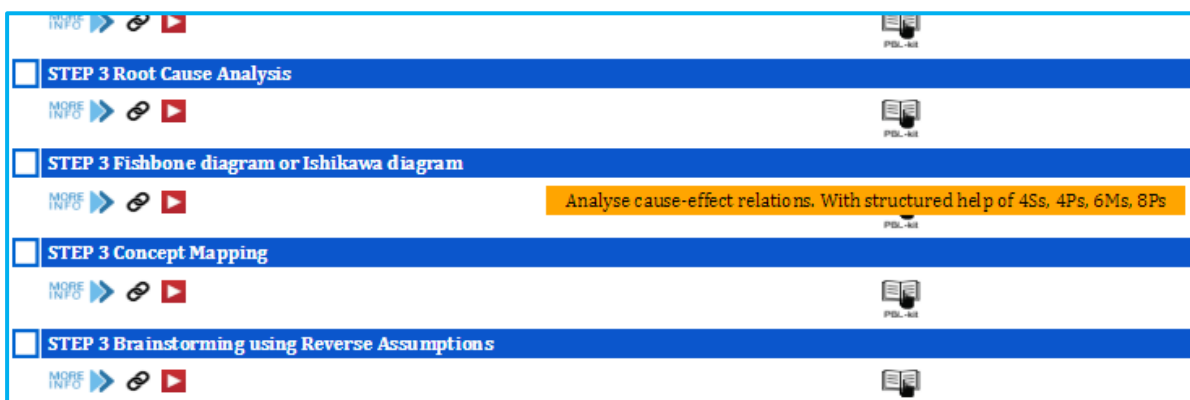 MORE
INFO
PBL-kit
STEP 3 Root Cause Analysis
MORE
INFO
PBL-kit
STEP 3 Fishbone diagram or Ishikawa diagram
MORE
INFO
Analyse cause-effect relations. With structured help of 4Ss, 4Ps, 6Ms, 8Ps
PBL-kit
STEP 3 Concept Mapping
MORE
INFO
PBL-kit
STEP 3 Brainstorming using Reverse Assumptions
MORE
INFO